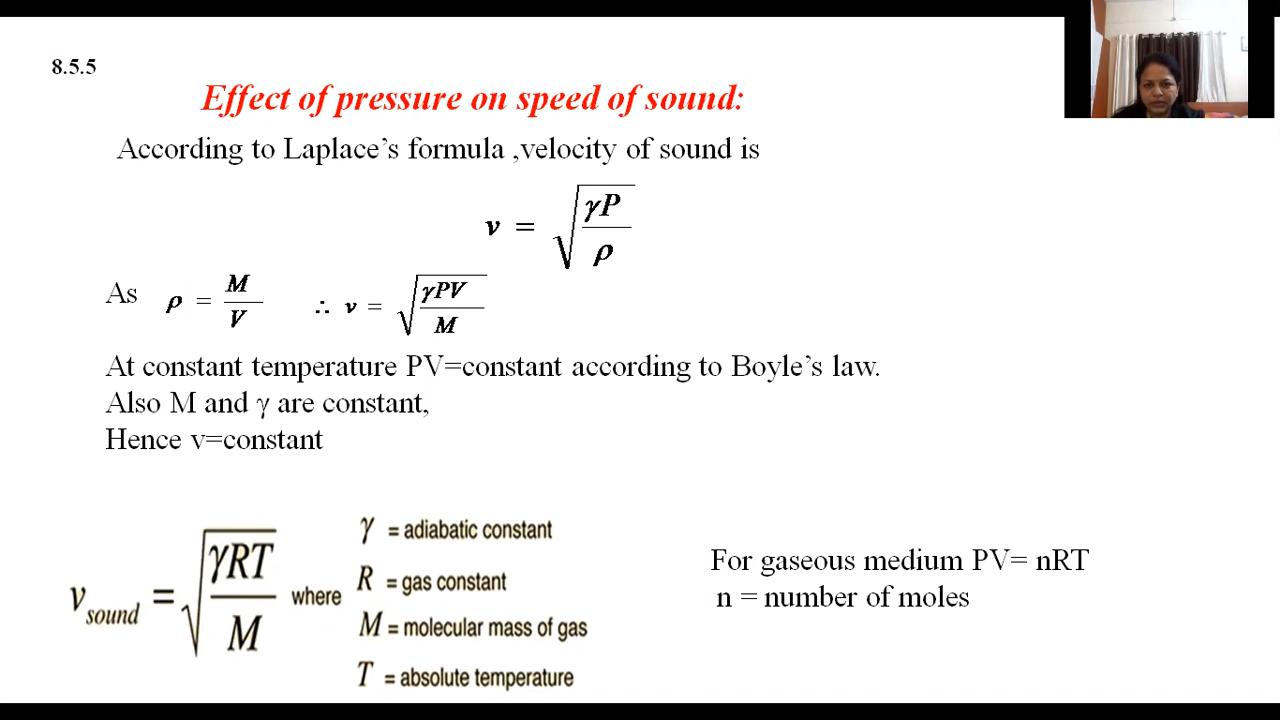 8.5.5
Effect of pressure on speed of sound:
According to Laplace’s formula ,velocity of sound is
v = √(γP/ρ)
As ρ = M/V ∴ v = √(γPV/M)
At constant temperature PV=constant according to Boyle’s law.
Also M and γ are constant,
Hence v=constant
v_sound = √(γRT/M) where
γ = adiabatic constant
R = gas constant
M = molecular mass of gas
T = absolute temperature
For gaseous medium PV= nRT
n = number of moles